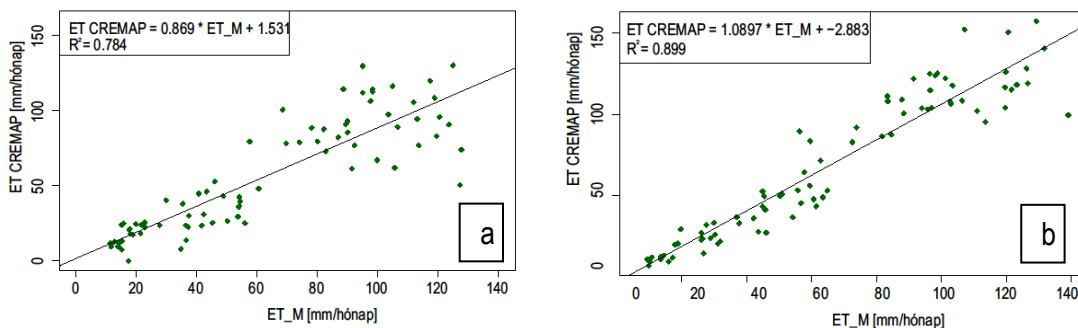 ET CREMAP = 0.869 * ET_M + 1.531
R² = 0.784
ET CREMAP [mm/hónap]
150
100
50
0
0 20 40 60 80 100 120 140
ET_M [mm/hónap]
a
ET CREMAP = 1.0897 * ET_M + −2.883
R² = 0.899
ET CREMAP [mm/hónap]
150
100
50
0
0 20 40 60 80 100 120 140
ET_M [mm/hónap]
b